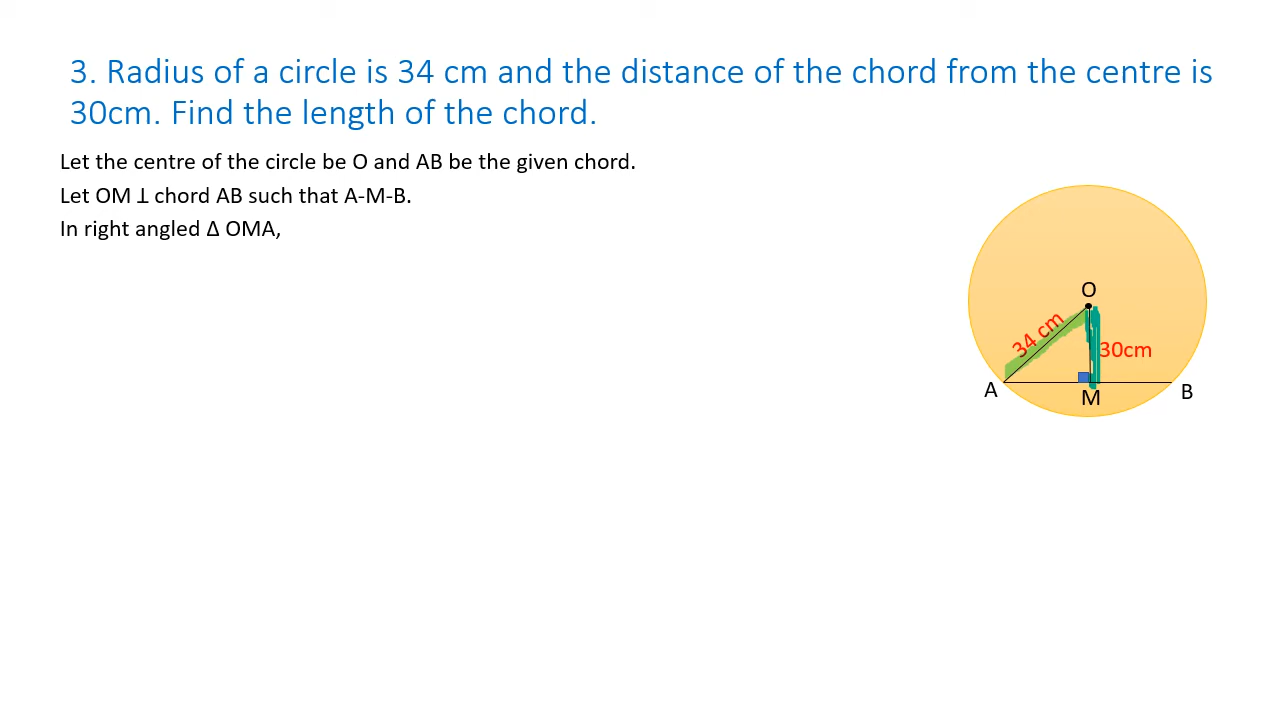 3. Radius of a circle is 34 cm and the distance of the chord from the centre is
30cm. Find the length of the chord.
Let the centre of the circle be O and AB be the given chord.
Let OM ⊥ chord AB such that A-M-B.
In right angled Δ OMA,
O
34 cm
30cm
A
M
B